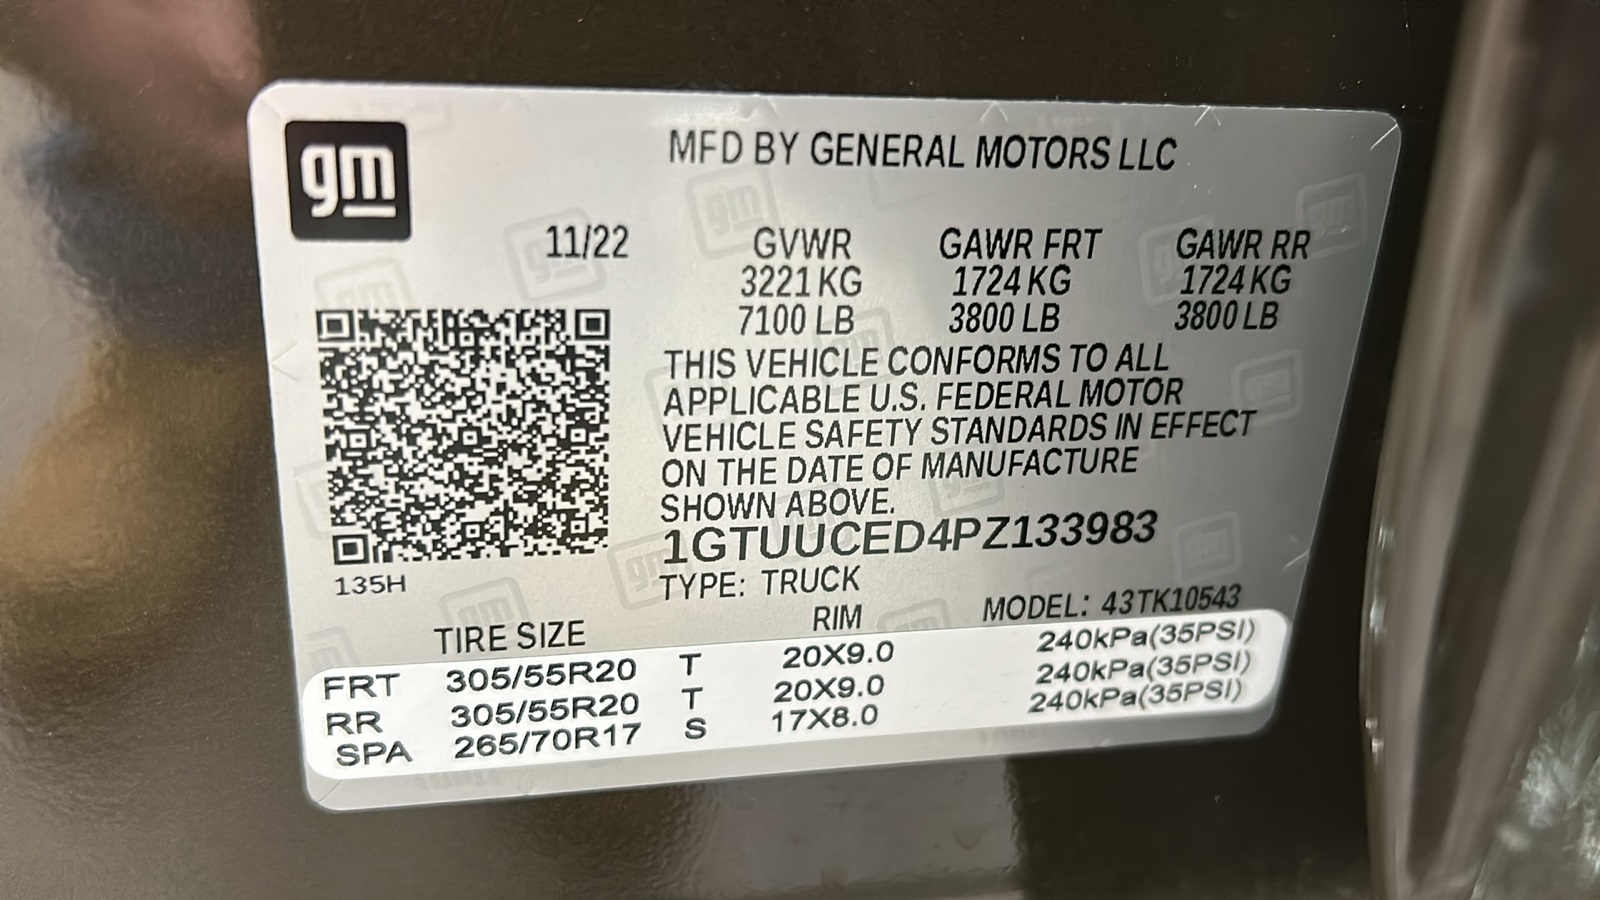 gm
MFD BY GENERAL MOTORS LLC
11/22 GVWR GAWR FRT GAWR RR
3221 KG 1724 KG 1724 KG
7100 LB 3800 LB 3800 LB
THIS VEHICLE CONFORMS TO ALL
APPLICABLE U.S. FEDERAL MOTOR
VEHICLE SAFETY STANDARDS IN EFFECT
ON THE DATE OF MANUFACTURE
SHOWN ABOVE.
1GTUUCED4PZ133983
135H
TYPE: TRUCK MODEL: 43TK10543
TIRE SIZE RIM
FRT 305/55R20 T 20X9.0 240kPa(35PSI)
RR 305/55R20 T 20X9.0 240kPa(35PSI)
SPA 265/70R17 S 17X8.0 240kPa(35PSI)